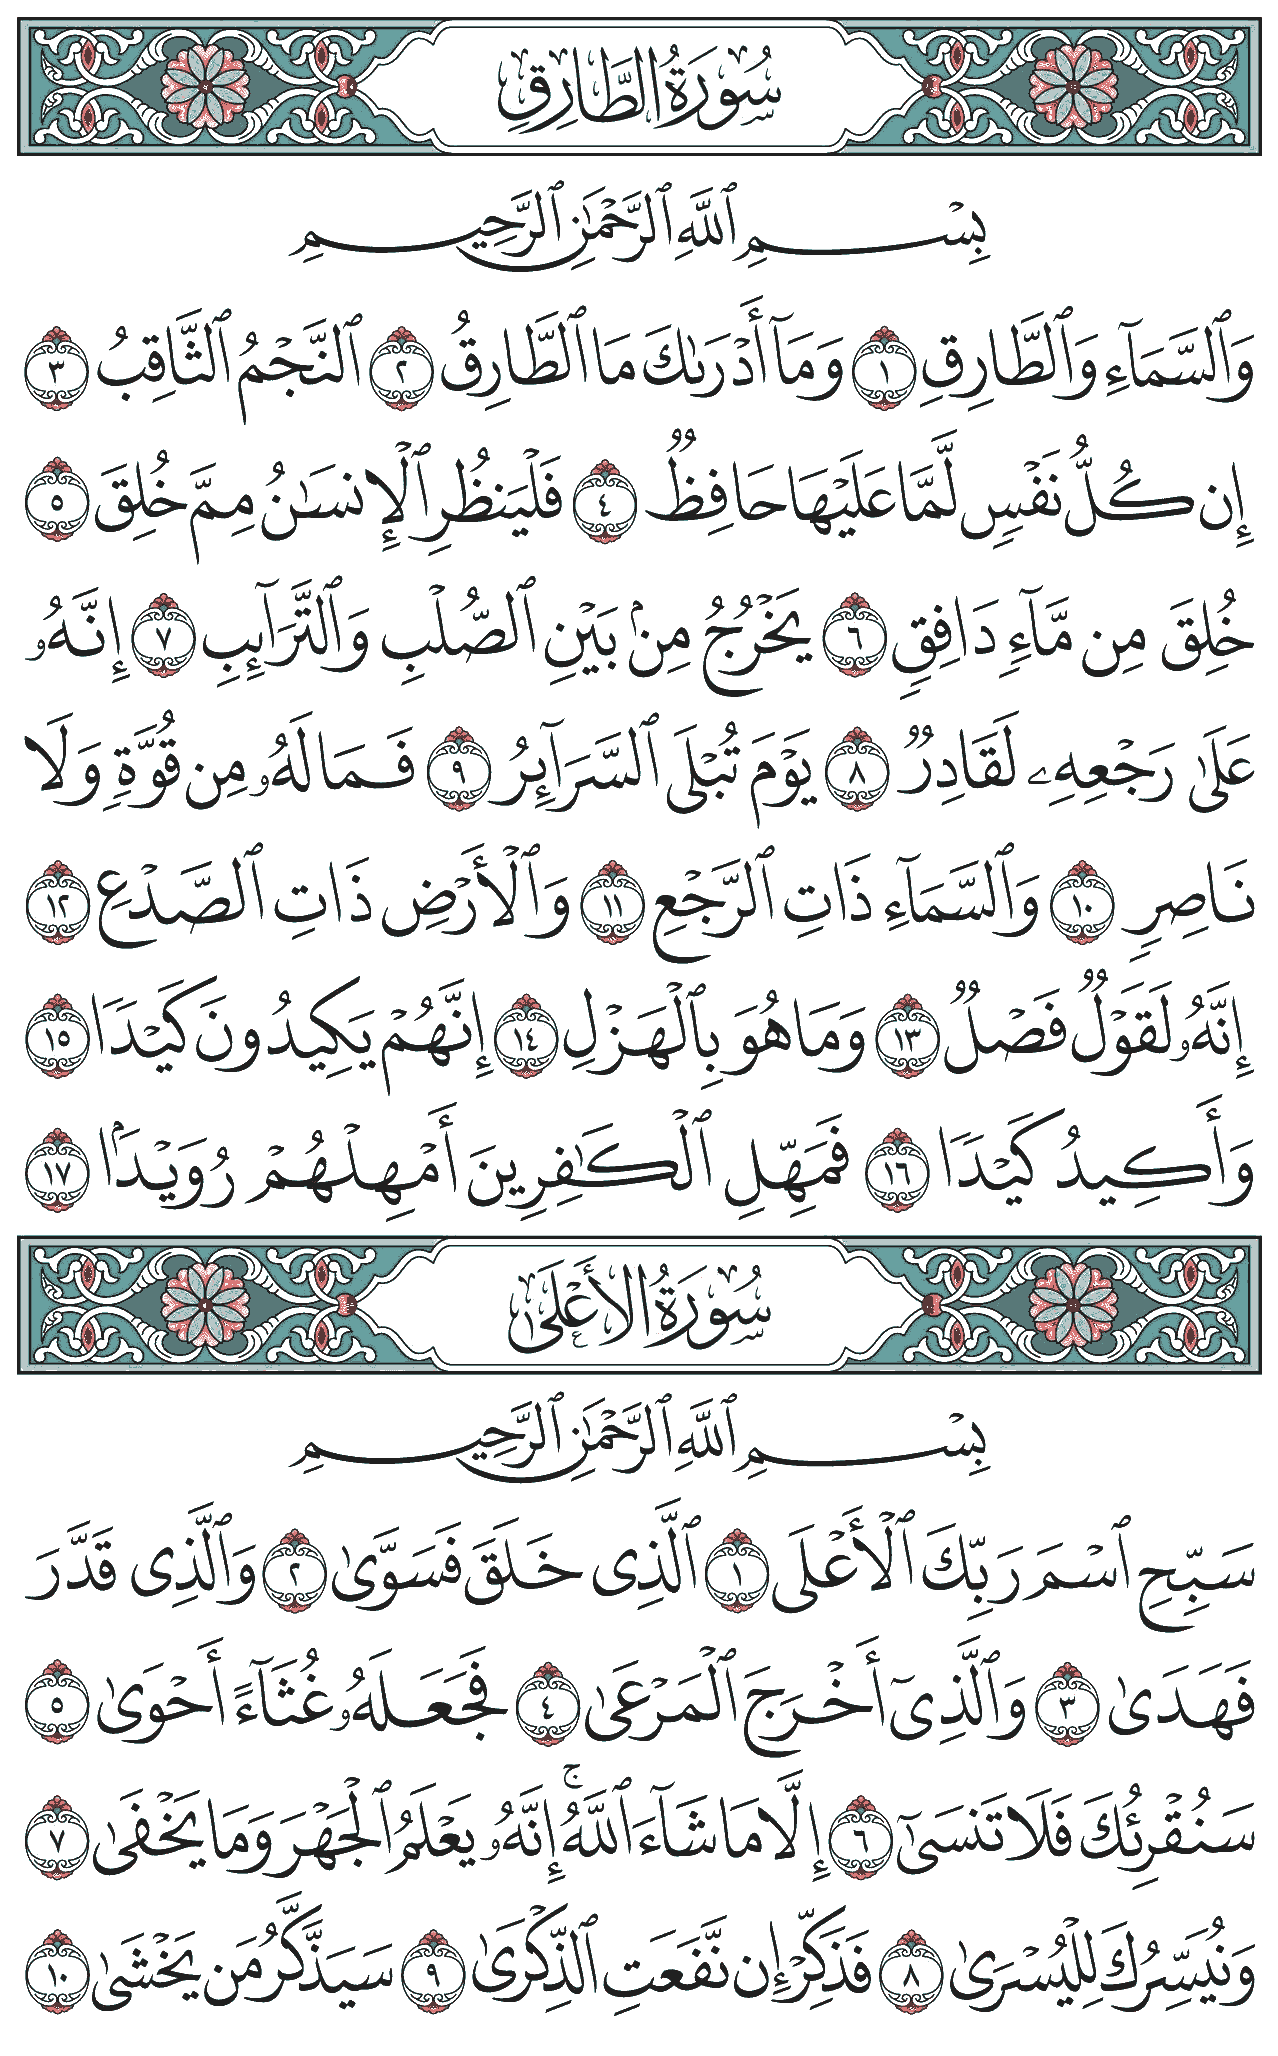 سُورَةُ الطَّارِقِ
بِسْمِ ٱللَّهِ ٱلرَّحْمَٰنِ ٱلرَّحِيمِ
وَٱلسَّمَآءِ وَٱلطَّارِقِ ١ وَمَآ أَدْرَىٰكَ مَا ٱلطَّارِقُ ٢ ٱلنَّجْمُ ٱلثَّاقِبُ ٣
إِن كُلُّ نَفْسٍ لَّمَّا عَلَيْهَا حَافِظٌ ٤ فَلْيَنظُرِ ٱلْإِنسَٰنُ مِمَّ خُلِقَ ٥
خُلِقَ مِن مَّآءٍ دَافِقٍ ٦ يَخْرُجُ مِنۢ بَيْنِ ٱلصُّلْبِ وَٱلتَّرَآئِبِ ٧ إِنَّهُۥ
عَلَىٰ رَجْعِهِۦ لَقَادِرٌ ٨ يَوْمَ تُبْلَى ٱلسَّرَآئِرُ ٩ فَمَا لَهُۥ مِن قُوَّةٍ وَلَا
نَاصِرٍ ١٠ وَٱلسَّمَآءِ ذَاتِ ٱلرَّجْعِ ١١ وَٱلْأَرْضِ ذَاتِ ٱلصَّدْعِ ١٢
إِنَّهُۥ لَقَوْلٌ فَصْلٌ ١٣ وَمَا هُوَ بِٱلْهَزْلِ ١٤ إِنَّهُمْ يَكِيدُونَ كَيْدًا ١٥
وَأَكِيدُ كَيْدًا ١٦ فَمَهِّلِ ٱلْكَٰفِرِينَ أَمْهِلْهُمْ رُوَيْدَۢا ١٧
سُورَةُ الأَعْلَىٰ
بِسْمِ ٱللَّهِ ٱلرَّحْمَٰنِ ٱلرَّحِيمِ
سَبِّحِ ٱسْمَ رَبِّكَ ٱلْأَعْلَى ١ ٱلَّذِى خَلَقَ فَسَوَّىٰ ٢ وَٱلَّذِى قَدَّرَ
فَهَدَىٰ ٣ وَٱلَّذِىٓ أَخْرَجَ ٱلْمَرْعَىٰ ٤ فَجَعَلَهُۥ غُثَآءً أَحْوَىٰ ٥
سَنُقْرِئُكَ فَلَا تَنسَىٰٓ ٦ إِلَّا مَا شَآءَ ٱللَّهُۚ إِنَّهُۥ يَعْلَمُ ٱلْجَهْرَ وَمَا يَخْفَىٰ ٧
وَنُيَسِّرُكَ لِلْيُسْرَىٰ ٨ فَذَكِّرْ إِن نَّفَعَتِ ٱلذِّكْرَىٰ ٩ سَيَذَّكَّرُ مَن يَخْشَىٰ ١٠